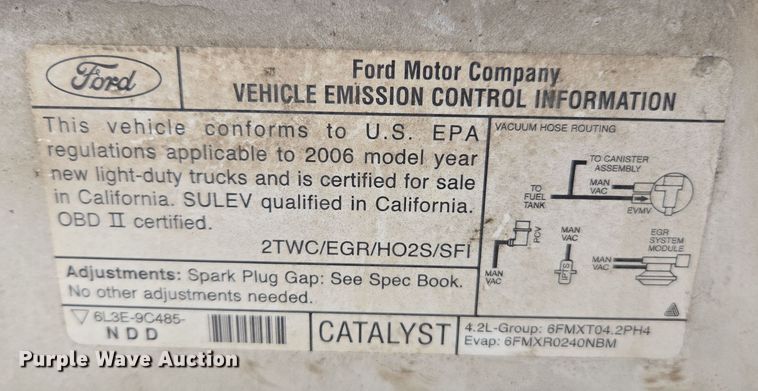 Ford
Ford Motor Company
VEHICLE EMISSION CONTROL INFORMATION
This vehicle conforms to U.S. EPA
regulations applicable to 2006 model year
new light-duty trucks and is certified for sale
in California. SULEV qualified in California.
OBD II certified.
2TWC/EGR/HO2S/SFI
Adjustments: Spark Plug Gap: See Spec Book.
No other adjustments needed.
VACUUM HOSE ROUTING
TO CANISTER
ASSEMBLY
TO
FUEL
TANK
MAN
VAC
EVMV
PCV
MAN
VAC
MAN
VAC
FPS
EGR
SYSTEM
MODULE
MAN
VAC
6L3E-9C485-
NDD
CATALYST
4.2L-Group: 6FMXT04.2PH4
Evap: 6FMXR0240NBM
Purple Wave Auction
Purple Wave Auction